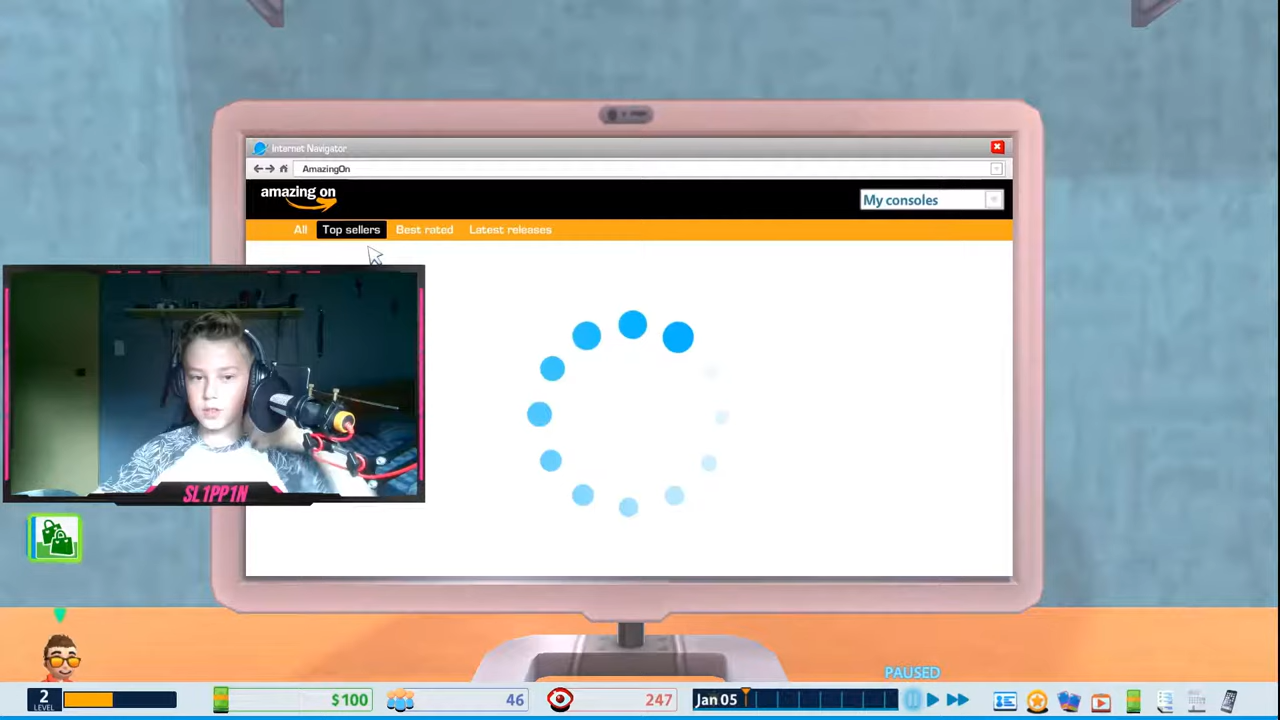 Internet Navigator
AmazingOn
amazing on
My consoles
All Top sellers Best rated Latest releases
SL1PP1N
PAUSED
2 LEVEL $100 46 247 Jan 05